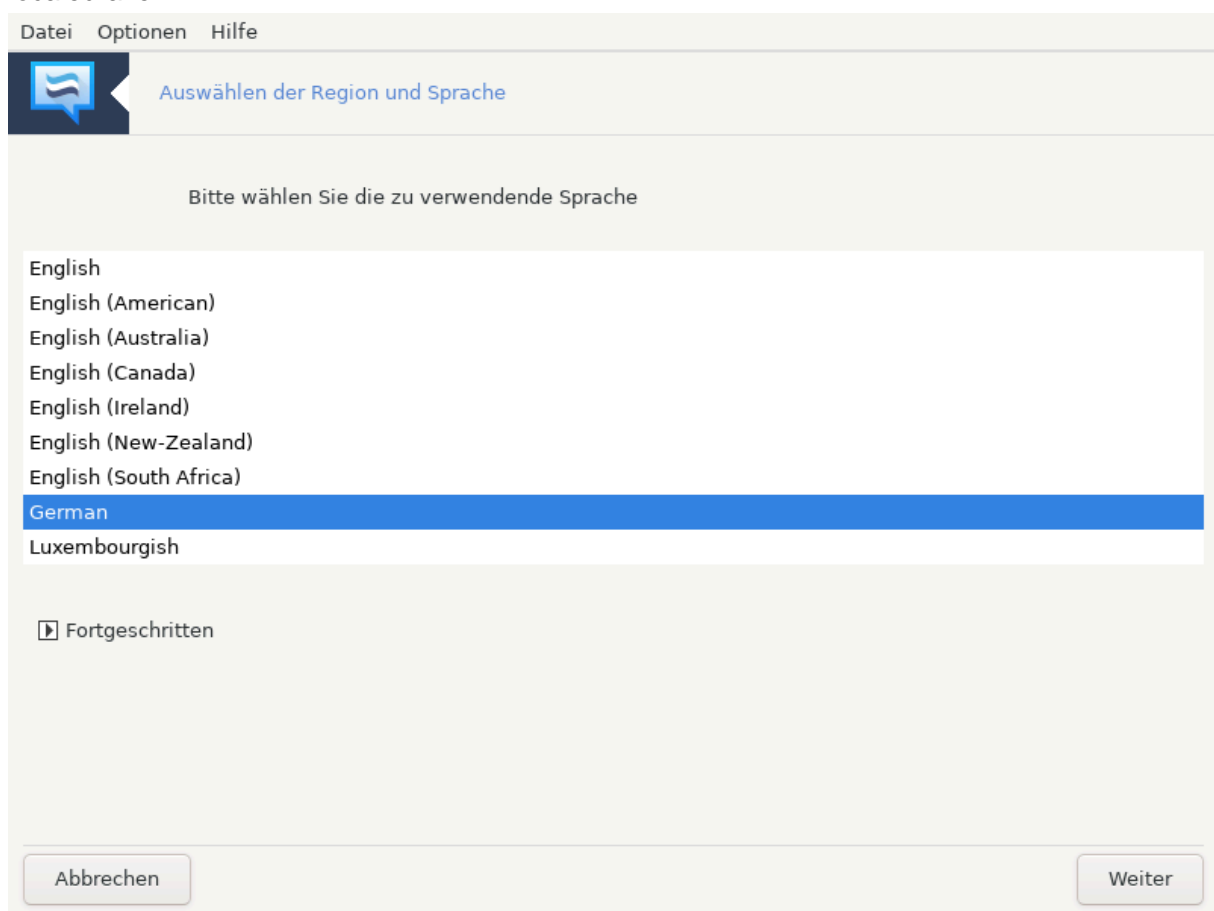 Datei Optionen Hilfe
Auswählen der Region und Sprache
Bitte wählen Sie die zu verwendende Sprache
English
English (American)
English (Australia)
English (Canada)
English (Ireland)
English (New-Zealand)
English (South Africa)
German
Luxembourgish
Fortgeschritten
Abbrechen Weiter